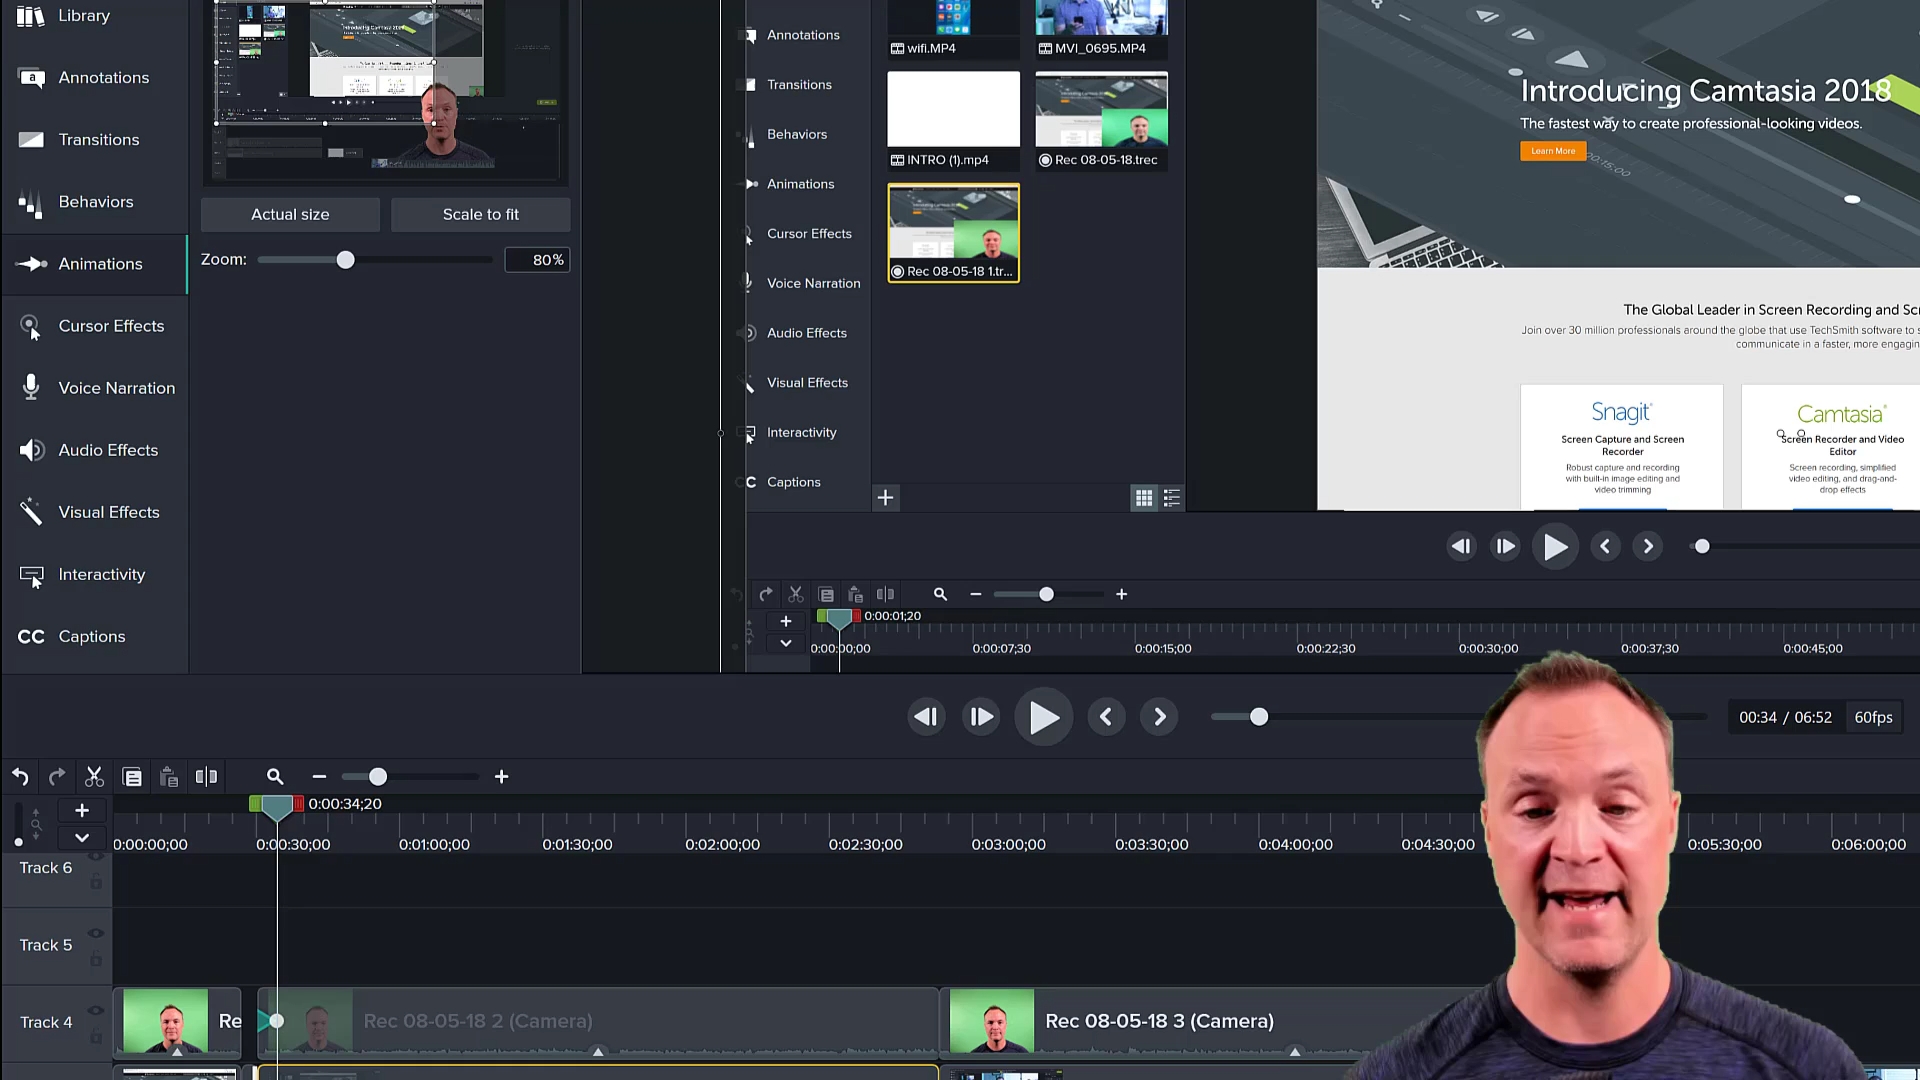 Library
Annotations
Transitions
Behaviors
Animations
Cursor Effects
Voice Narration
Audio Effects
Visual Effects
Interactivity
CC Captions
Actual size
Scale to fit
Zoom:
80%
Annotations
Transitions
Behaviors
Animations
Cursor Effects
Voice Narration
Audio Effects
Visual Effects
Interactivity
CC Captions
wifi.MP4
MVI_0695.MP4
INTRO (1).mp4
Rec 08-05-18.trec
Rec 08-05-18 1.tr...
Introducing Camtasia 2018
The fastest way to create professional-looking videos.
Learn More
The Global Leader in Screen Recording and Scr
Join over 30 million professionals around the globe that use TechSmith software to s
communicate in a faster, more engagin
Snagit
Screen Capture and Screen
Recorder
Robust capture and recording
with built-in image editing and
video trimming
Camtasia
Screen Recorder and Video
Editor
Screen recording, simplified
video editing, and drag-and-
drop effects
0:00:01;20
0:00:00;00
0:00:07;30
0:00:15;00
0:00:22;30
0:00:30;00
0:00:37;30
0:00:45;00
00:34 / 06:52
60fps
0:00:34;20
0:00:00;00
0:00:30;00
0:01:00;00
0:01:30;00
0:02:00;00
0:02:30;00
0:03:00;00
0:03:30;00
0:04:00;00
0:04:30;00
0:05:30;00
0:06:00;00
Track 6
Track 5
Track 4
Re
Rec 08-05-18 2 (Camera)
Rec 08-05-18 3 (Camera)